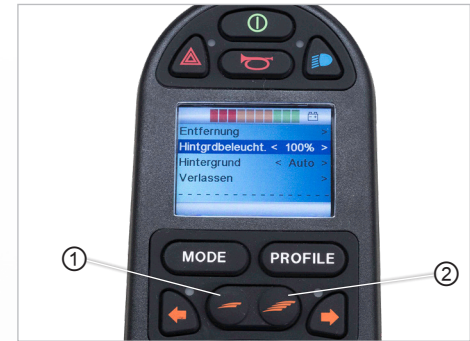 Entfernung >
Hintgrdbeleucht. < 100% >
Hintergrund < Auto >
Verlassen >
MODE PROFILE
1
2